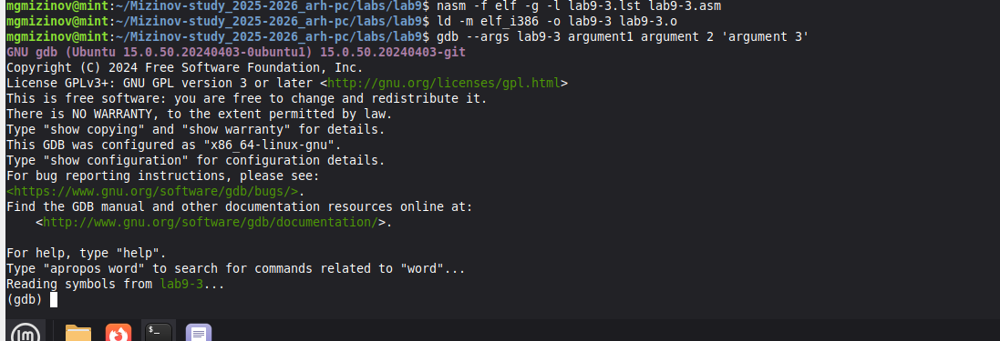 mgmizinov@mint:~/Mizinov-study_2025-2026_arh-pc/labs/lab9$ nasm -f elf -g -l lab9-3.lst lab9-3.asm
mgmizinov@mint:~/Mizinov-study_2025-2026_arh-pc/labs/lab9$ ld -m elf_i386 -o lab9-3 lab9-3.o
mgmizinov@mint:~/Mizinov-study_2025-2026_arh-pc/labs/lab9$ gdb --args lab9-3 argument1 argument 2 'argument 3'
GNU gdb (Ubuntu 15.0.50.20240403-0ubuntu1) 15.0.50.20240403-git
Copyright (C) 2024 Free Software Foundation, Inc.
License GPLv3+: GNU GPL version 3 or later <http://gnu.org/licenses/gpl.html>
This is free software: you are free to change and redistribute it.
There is NO WARRANTY, to the extent permitted by law.
Type "show copying" and "show warranty" for details.
This GDB was configured as "x86_64-linux-gnu".
Type "show configuration" for configuration details.
For bug reporting instructions, please see:
<https://www.gnu.org/software/gdb/bugs/>.
Find the GDB manual and other documentation resources online at:
    <http://www.gnu.org/software/gdb/documentation/>.

For help, type "help".
Type "apropos word" to search for commands related to "word"...
Reading symbols from lab9-3...
(gdb)
$_